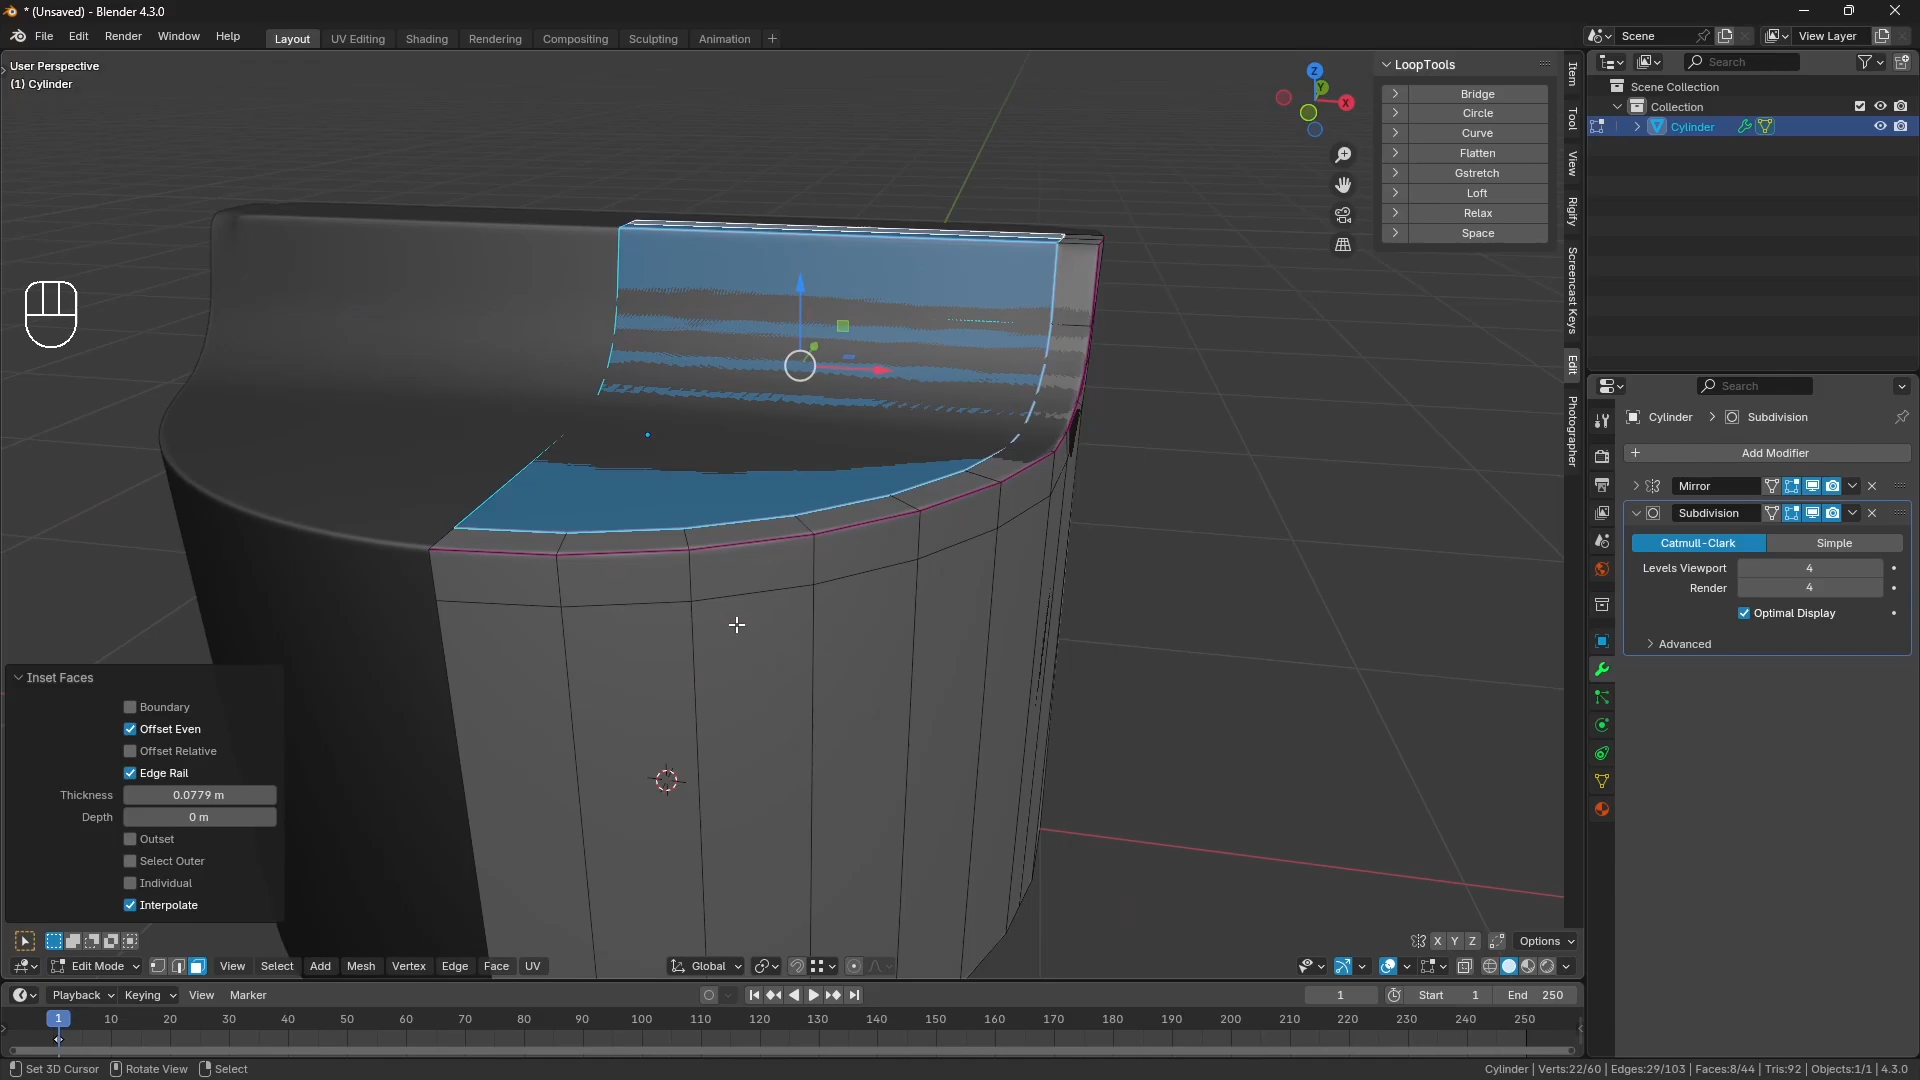 * (Unsaved) - Blender 4.3.0
File Edit Render Window Help
Layout UV Editing Shading Rendering Compositing Sculpting Animation +
Scene
View Layer
User Perspective
(1) Cylinder
LoopTools
Bridge
Circle
Curve
Flatten
Gstretch
Loft
Relax
Space
Z
Y
X
Item
Tool
View
Rigify
Screencast Keys
Edit
Photographer
Search
Scene Collection
Collection
Cylinder
Search
Cylinder > Subdivision
+ Add Modifier
Mirror
Subdivision
Catmull-Clark Simple
Levels Viewport 4
Render 4
Optimal Display
Advanced
Inset Faces
Boundary
Offset Even
Offset Relative
Edge Rail
Thickness 0.0779 m
Depth 0 m
Outset
Select Outer
Individual
Interpolate
X Y Z Options
Edit Mode View Select Add Mesh Vertex Edge Face UV Global
Playback Keying View Marker 1 Start 1 End 250
1 10 20 30 40 50 60 70 80 90 100 110 120 130 140 150 160 170 180 190 200 210 220 230 240 250
Set 3D Cursor Rotate View Select Cylinder | Verts:22/60 | Edges:29/103 | Faces:8/44 | Tris:92 | Objects:1/1 | 4.3.0